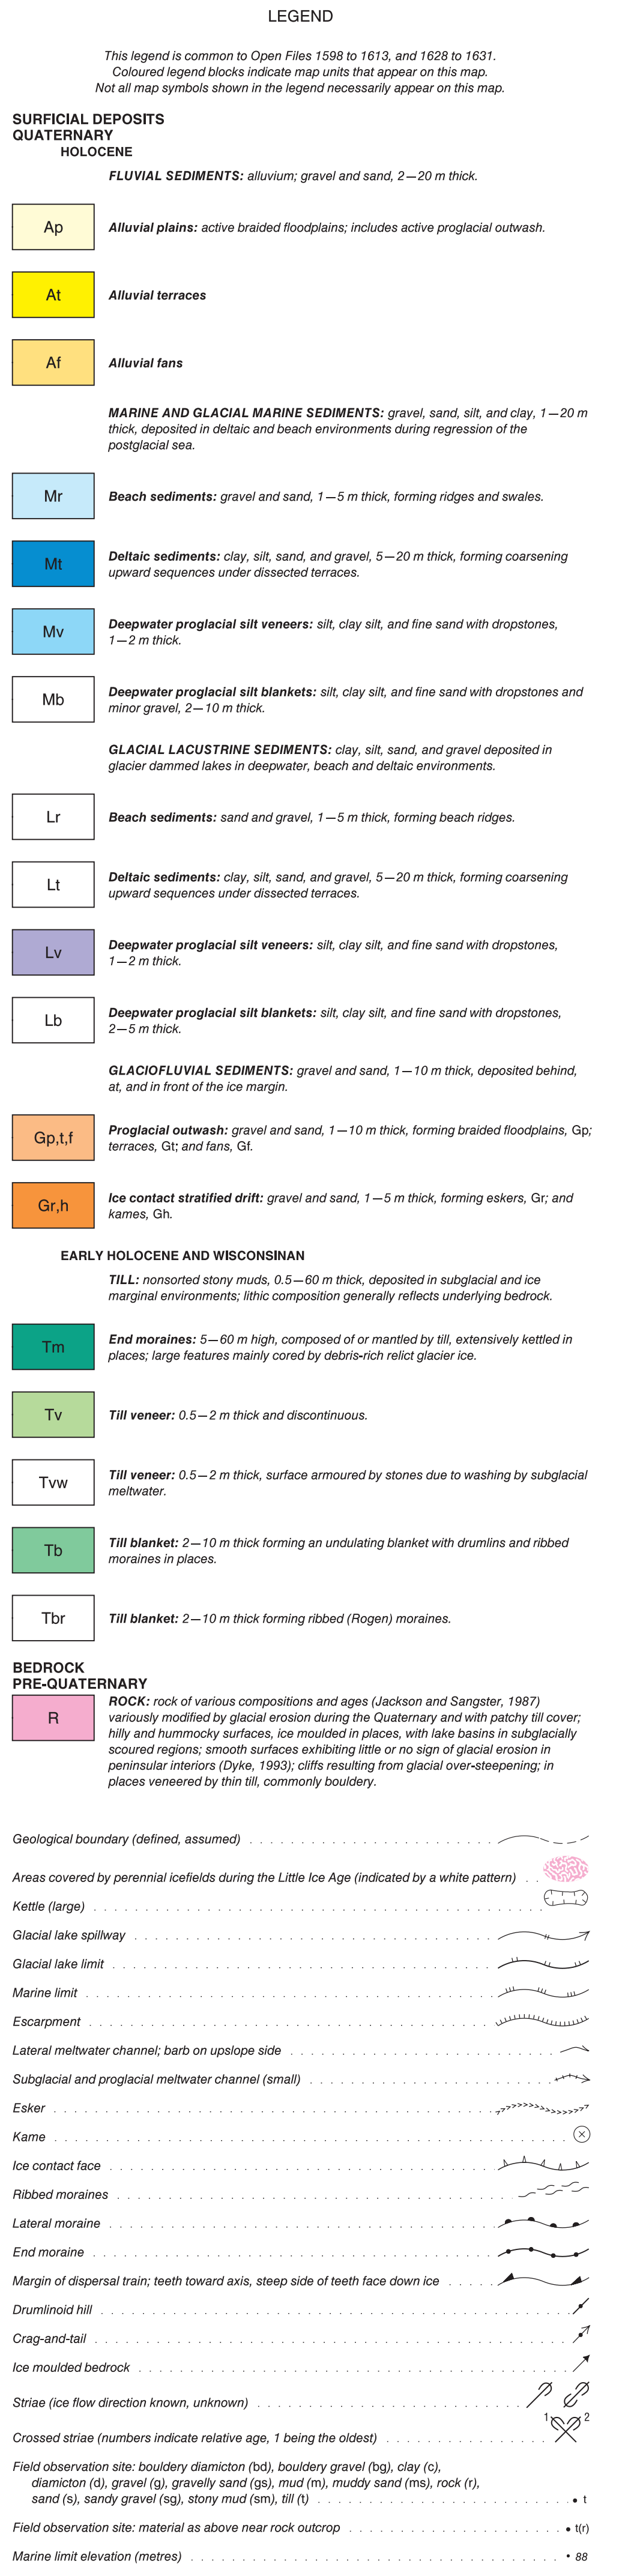 LEGEND
This legend is common to Open Files 1598 to 1613, and 1628 to 1631.
Coloured legend blocks indicate map units that appear on this map.
Not all map symbols shown in the legend necessarily appear on this map.
SURFICIAL DEPOSITS
QUATERNARY
HOLOCENE
FLUVIAL SEDIMENTS: alluvium; gravel and sand, 2—20 m thick.
Ap
Alluvial plains: active braided floodplains; includes active proglacial outwash.
At
Alluvial terraces
Af
Alluvial fans
MARINE AND GLACIAL MARINE SEDIMENTS: gravel, sand, silt, and clay, 1—20 m
thick, deposited in deltaic and beach environments during regression of the
postglacial sea.
Mr
Beach sediments: gravel and sand, 1—5 m thick, forming ridges and swales.
Mt
Deltaic sediments: clay, silt, sand, and gravel, 5—20 m thick, forming coarsening
upward sequences under dissected terraces.
Mv
Deepwater proglacial silt veneers: silt, clay silt, and fine sand with dropstones,
1—2 m thick.
Mb
Deepwater proglacial silt blankets: silt, clay silt, and fine sand with dropstones and
minor gravel, 2—10 m thick.
GLACIAL LACUSTRINE SEDIMENTS: clay, silt, sand, and gravel deposited in
glacier dammed lakes in deepwater, beach and deltaic environments.
Lr
Beach sediments: sand and gravel, 1—5 m thick, forming beach ridges.
Lt
Deltaic sediments: clay, silt, sand, and gravel, 5—20 m thick, forming coarsening
upward sequences under dissected terraces.
Lv
Deepwater proglacial silt veneers: silt, clay silt, and fine sand with dropstones,
1—2 m thick.
Lb
Deepwater proglacial silt blankets: silt, clay silt, and fine sand with dropstones,
2—5 m thick.
GLACIOFLUVIAL SEDIMENTS: gravel and sand, 1—10 m thick, deposited behind,
at, and in front of the ice margin.
Gp,t,f
Proglacial outwash: gravel and sand, 1—10 m thick, forming braided floodplains, Gp;
terraces, Gt; and fans, Gf.
Gr,h
Ice contact stratified drift: gravel and sand, 1—5 m thick, forming eskers, Gr; and
kames, Gh.
EARLY HOLOCENE AND WISCONSINAN
TILL: nonsorted stony muds, 0.5—60 m thick, deposited in subglacial and ice
marginal environments; lithic composition generally reflects underlying bedrock.
Tm
End moraines: 5—60 m high, composed of or mantled by till, extensively kettled in
places; large features mainly cored by debris-rich relict glacier ice.
Tv
Till veneer: 0.5—2 m thick and discontinuous.
Tvw
Till veneer: 0.5—2 m thick, surface armoured by stones due to washing by subglacial
meltwater.
Tb
Till blanket: 2—10 m thick forming an undulating blanket with drumlins and ribbed
moraines in places.
Tbr
Till blanket: 2—10 m thick forming ribbed (Rogen) moraines.
BEDROCK
PRE-QUATERNARY
R
ROCK: rock of various compositions and ages (Jackson and Sangster, 1987)
variously modified by glacial erosion during the Quaternary and with patchy till cover;
hilly and hummocky surfaces, ice moulded in places, with lake basins in subglacially
scoured regions; smooth surfaces exhibiting little or no sign of glacial erosion in
peninsular interiors (Dyke, 1993); cliffs resulting from glacial over-steepening; in
places veneered by thin till, commonly bouldery.
Geological boundary (defined, assumed)
Areas covered by perennial icefields during the Little Ice Age (indicated by a white pattern)
Kettle (large)
Glacial lake spillway
Glacial lake limit
Marine limit
Escarpment
Lateral meltwater channel; barb on upslope side
Subglacial and proglacial meltwater channel (small)
Esker
Kame
Ice contact face
Ribbed moraines
Lateral moraine
End moraine
Margin of dispersal train; teeth toward axis, steep side of teeth face down ice
Drumlinoid hill
Crag-and-tail
Ice moulded bedrock
Striae (ice flow direction known, unknown)
Crossed striae (numbers indicate relative age, 1 being the oldest) 1 2
Field observation site: bouldery diamicton (bd), bouldery gravel (bg), clay (c),
diamicton (d), gravel (g), gravelly sand (gs), mud (m), muddy sand (ms), rock (r),
sand (s), sandy gravel (sg), stony mud (sm), till (t) t
Field observation site: material as above near rock outcrop t(r)
Marine limit elevation (metres) 88